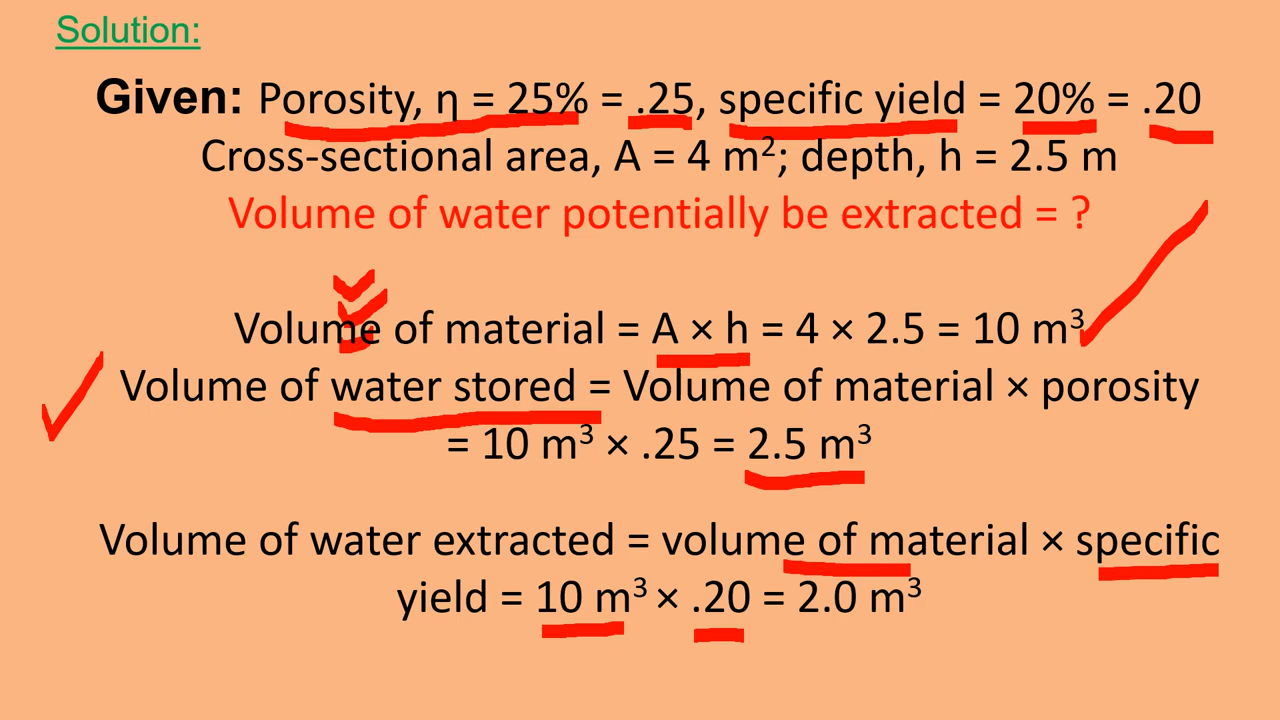 Solution:
Given: Porosity, η = 25% = .25, specific yield = 20% = .20
Cross-sectional area, A = 4 m²; depth, h = 2.5 m
Volume of water potentially be extracted = ?
Volume of material = A × h = 4 × 2.5 = 10 m³
Volume of water stored = Volume of material × porosity
= 10 m³ × .25 = 2.5 m³
Volume of water extracted = volume of material × specific
yield = 10 m³ × .20 = 2.0 m³